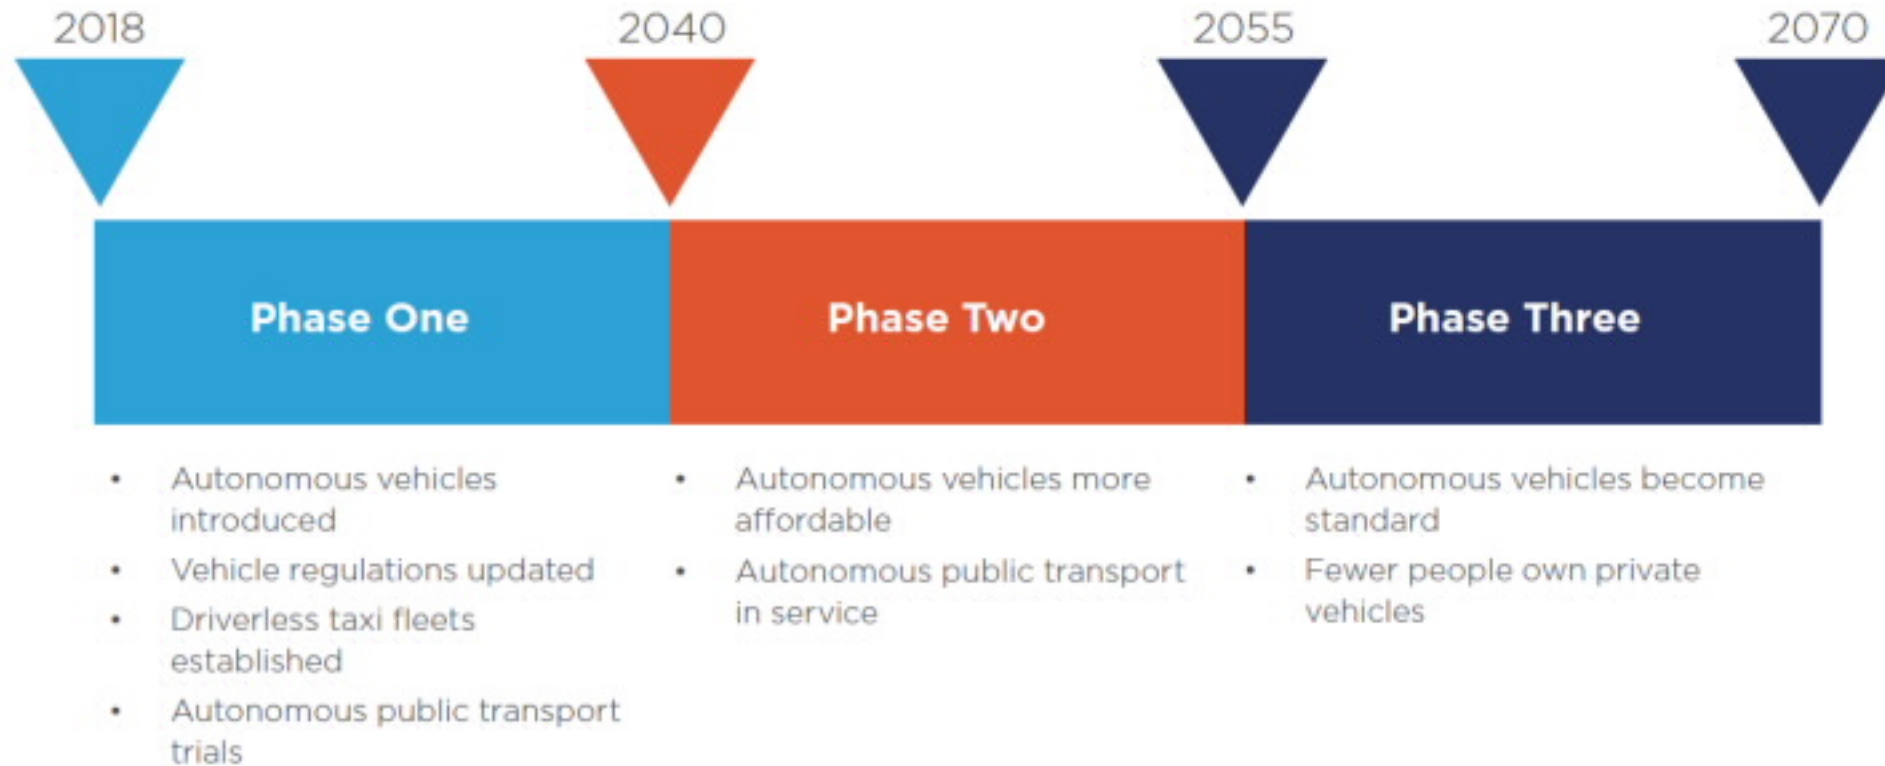 2018
2040
2055
2070
Phase One
Phase Two
Phase Three
• Autonomous vehicles
introduced
• Vehicle regulations updated
• Driverless taxi fleets
established
• Autonomous public transport
trials
• Autonomous vehicles more
affordable
• Autonomous public transport
in service
• Autonomous vehicles become
standard
• Fewer people own private
vehicles